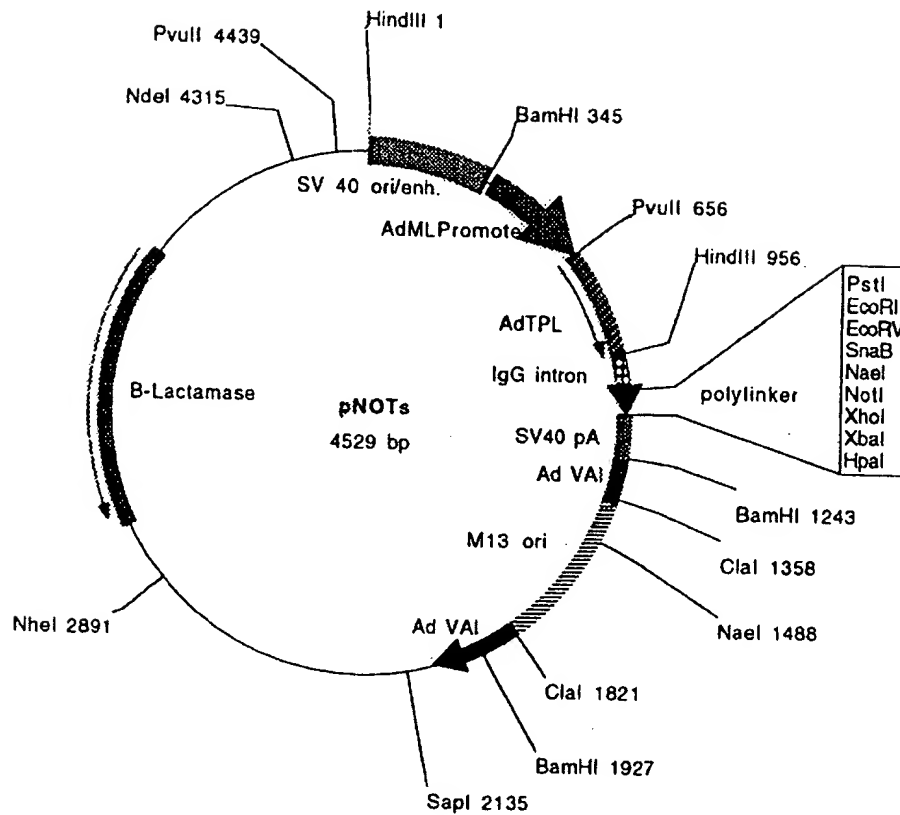 HindIII 1
PvuII 4439
NdeI 4315
BamHI 345
SV 40 ori/enh.
PvuII 656
AdMLPromote
HindIII 956
PstI
EcoRI
EcoRV
SnaB
NaeI
NotI
XhoI
XbaI
HpaI
AdTPL
IgG intron
polylinker
B-Lactamase
pNOTs
4529 bp
SV40 pA
Ad VAI
BamHI 1243
M13 ori
ClaI 1358
NheI 2891
Ad VAI
NaeI 1488
ClaI 1821
BamHI 1927
SapI 2135